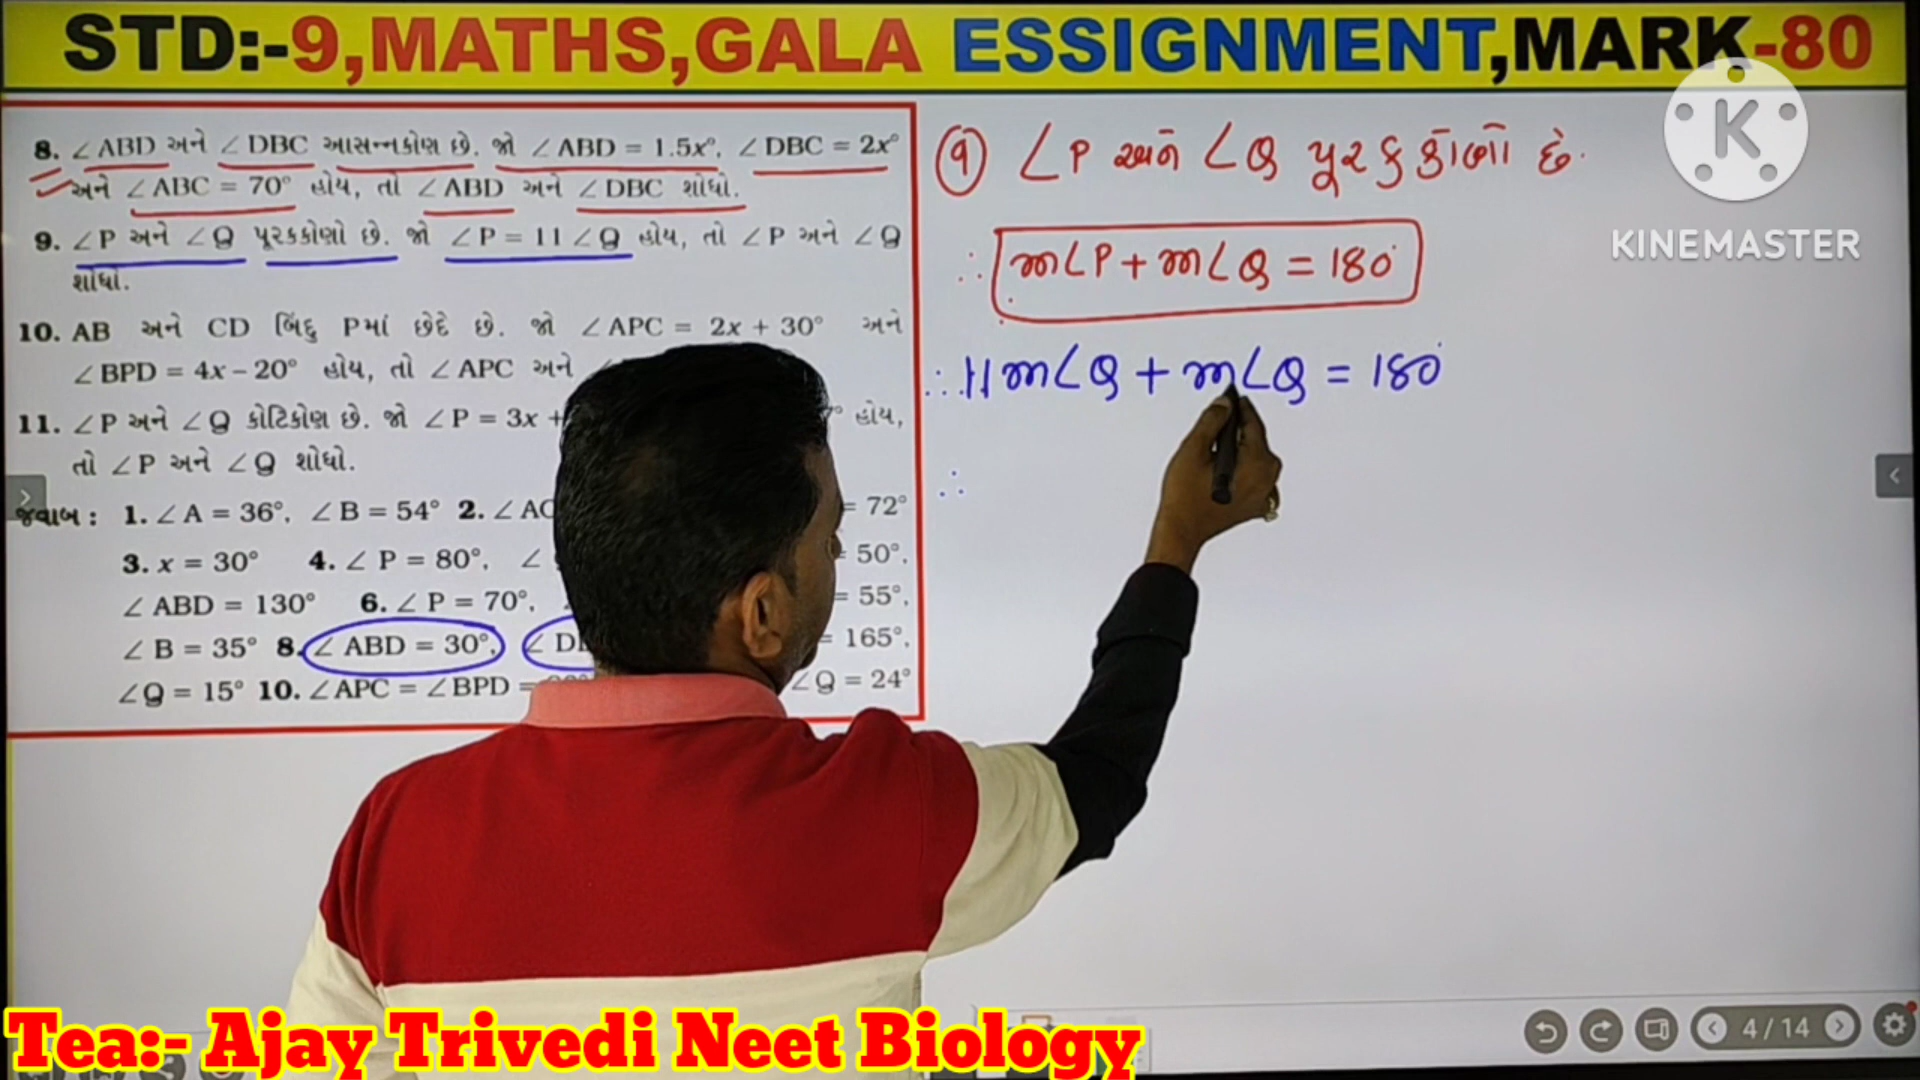 STD:-9,MATHS,GALA ESSIGNMENT,MARK-80
8. ∠ABD અને ∠DBC આસન્નકોણ છે. જો ∠ABD = 1.5x°, ∠DBC = 2x°
અને ∠ABC = 70° હોય, તો ∠ABD અને ∠DBC શોધો.
9. ∠P અને ∠Q પૂરકકોણો છે. જો ∠P = 11 ∠Q હોય, તો ∠P અને ∠Q
શોધો.
10. AB અને CD બિંદુ Pમાં છેદે છે. જો ∠APC = 2x + 30° અને
∠BPD = 4x – 20° હોય, તો ∠APC અને
11. ∠P અને ∠Q કોટિકોણ છે. જો ∠P = 3x + 7° હોય,
તો ∠P અને ∠Q શોધો.
જવાબ : 1. ∠A = 36°, ∠B = 54° 2. ∠AC = 72°
3. x = 30° 4. ∠P = 80°, ∠ = 50°,
∠ABD = 130° 6. ∠P = 70°, = 55°,
∠B = 35° 8. ∠ABD = 30°, ∠D = 165°,
∠Q = 15° 10. ∠APC = ∠BPD = ∠Q = 24°
૧ ∠P અને ∠Q પૂરકકોણો છે.
∴ m∠P + m∠Q = 180°
∴ 11 m∠Q + m∠Q = 180°
∴
K
KINEMASTER
4 / 14
Tea:- Ajay Trivedi Neet Biology